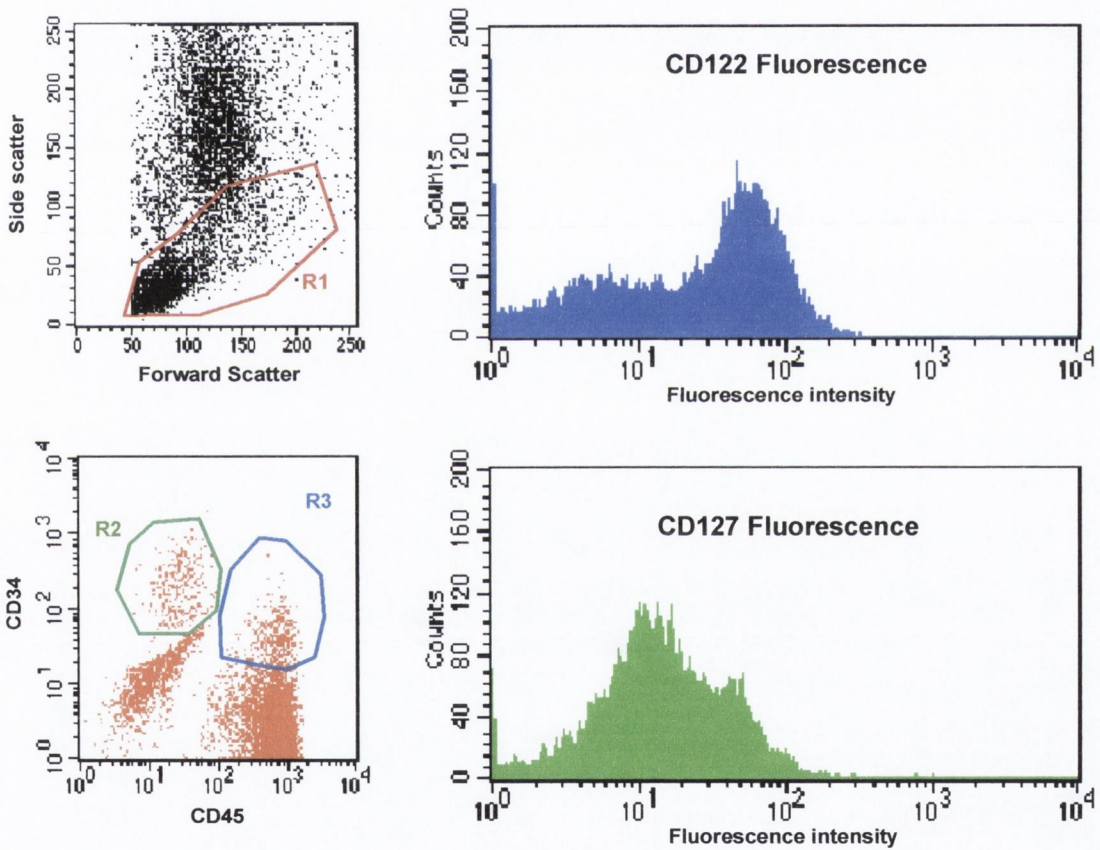 Side scatter
250
200
150
100
50
0
R1
0 50 100 150 200 250
Forward Scatter
CD122 Fluorescence
Counts
200
160
120
80
40
0
10^0 10^1 10^2 10^3 10^4
Fluorescence intensity
CD34
10^4
10^3
10^2
10^1
10^0
R2
R3
10^0 10^1 10^2 10^3 10^4
CD45
CD127 Fluorescence
Counts
200
160
120
80
40
0
10^0 10^1 10^2 10^3 10^4
Fluorescence intensity